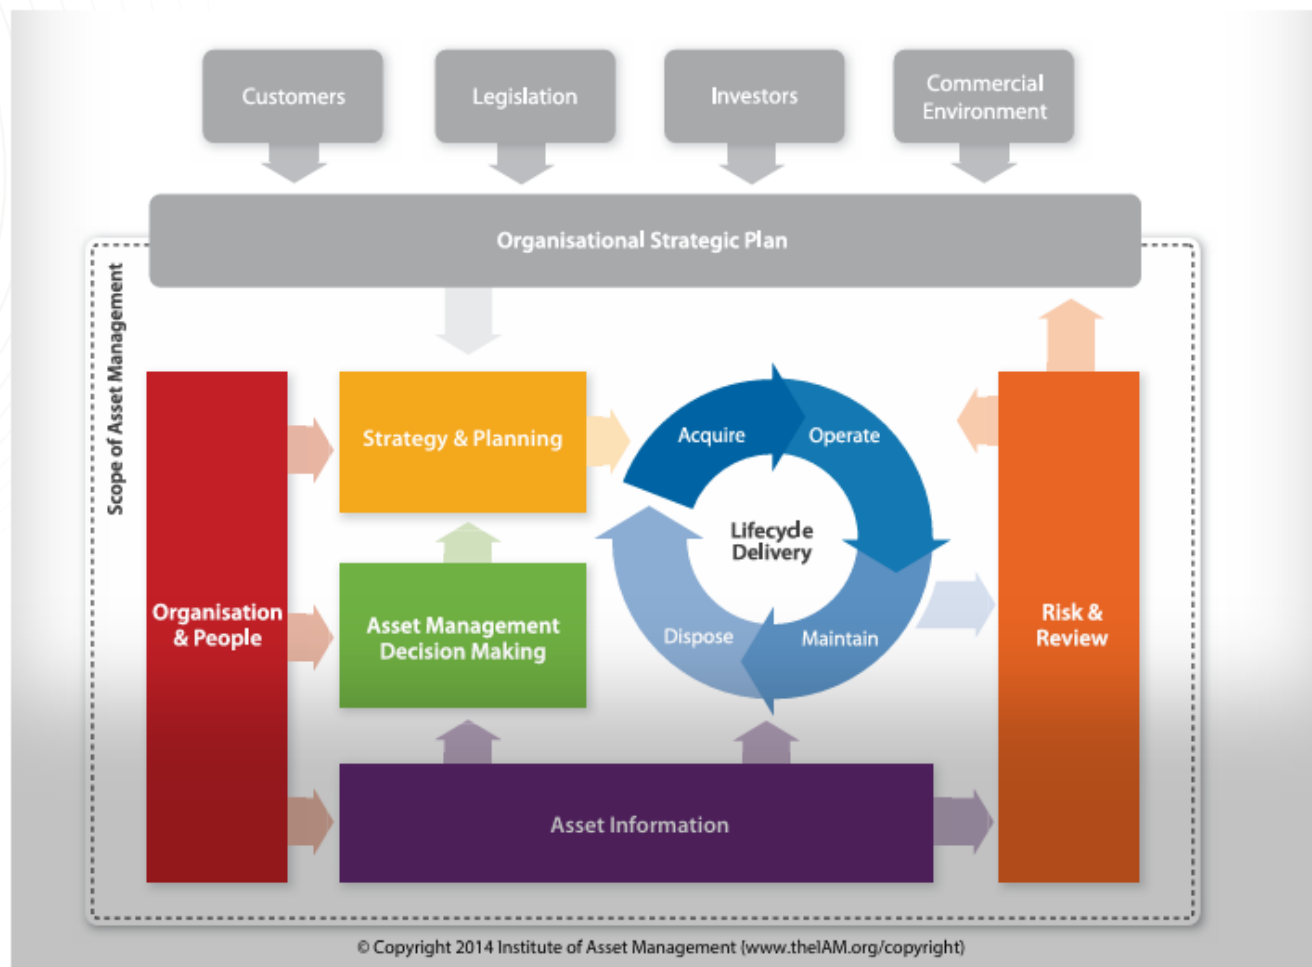 Customers
Legislation
Investors
Commercial
Environment
Organisational Strategic Plan
Scope of Asset Management
Strategy & Planning
Acquire
Operate
Lifecycle
Delivery
Organisation
& People
Asset Management
Decision Making
Dispose
Maintain
Risk &
Review
Asset Information
© Copyright 2014 Institute of Asset Management (www.theIAM.org/copyright)